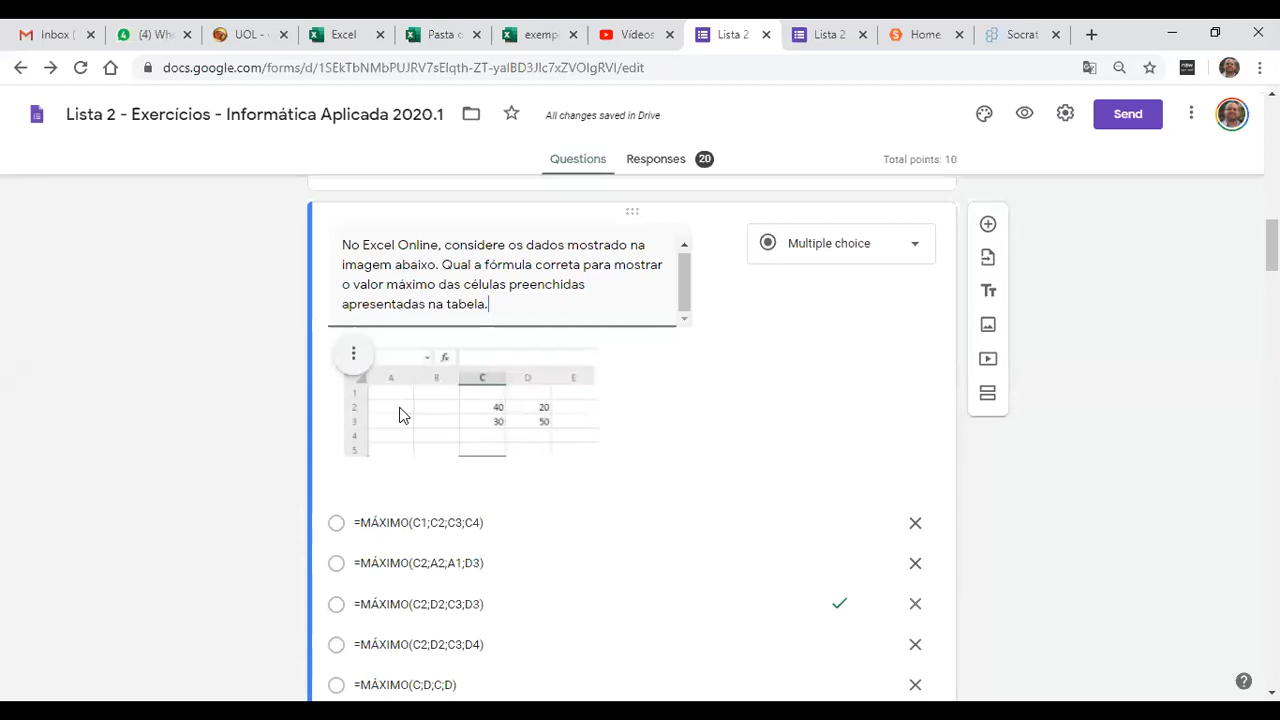 Inbox (
(4) Wh
UOL -
Excel
Pasta o
exemp
Vídeos
Lista 2
Lista 2
Home
Socrat
docs.google.com/forms/d/1SEkTbNMbPUJRV7sElqth-ZT-yaIBD3Jlc7xZVOIgRVI/edit
Lista 2 - Exercícios - Informática Aplicada 2020.1
All changes saved in Drive
Send
Questions
Responses 20
Total points: 10
No Excel Online, considere os dados mostrado na
imagem abaixo. Qual a fórmula correta para mostrar
o valor máximo das células preenchidas
apresentadas na tabela.
Multiple choice
fx
A B C D E
1
2 40 20
3 30 50
4
5
=MÁXIMO(C1;C2;C3;C4)
=MÁXIMO(C2;A2;A1;D3)
=MÁXIMO(C2;D2;C3;D3)
=MÁXIMO(C2;D2;C3;D4)
=MÁXIMO(C;D;C;D)